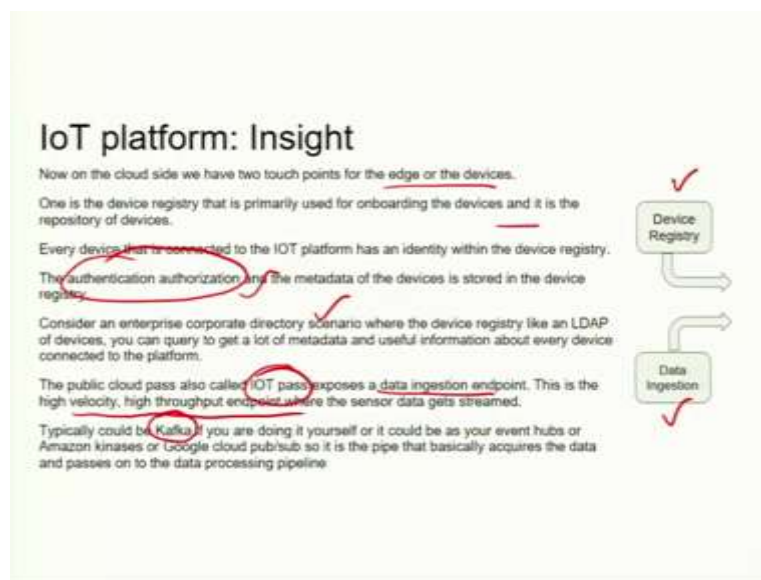 IoT platform: Insight
Now on the cloud side we have two touch points for the edge or the devices.
One is the device registry that is primarily used for onboarding the devices and it is the
repository of devices.
Every device that is connected to the IOT platform has an identity within the device registry.
The authentication authorization and the metadata of the devices is stored in the device
registry.
Consider an enterprise corporate directory scenario where the device registry like an LDAP
of devices, you can query to get a lot of metadata and useful information about every device
connected to the platform.
The public cloud pass also called IOT pass exposes a data ingestion endpoint. This is the
high velocity, high throughput endpoint where the sensor data gets streamed.
Typically could be Kafka if you are doing it yourself or it could be as your event hubs or
Amazon kinases or Google cloud pub/sub so it is the pipe that basically acquires the data
and passes on to the data processing pipeline
Device
Registry
Data
Ingestion